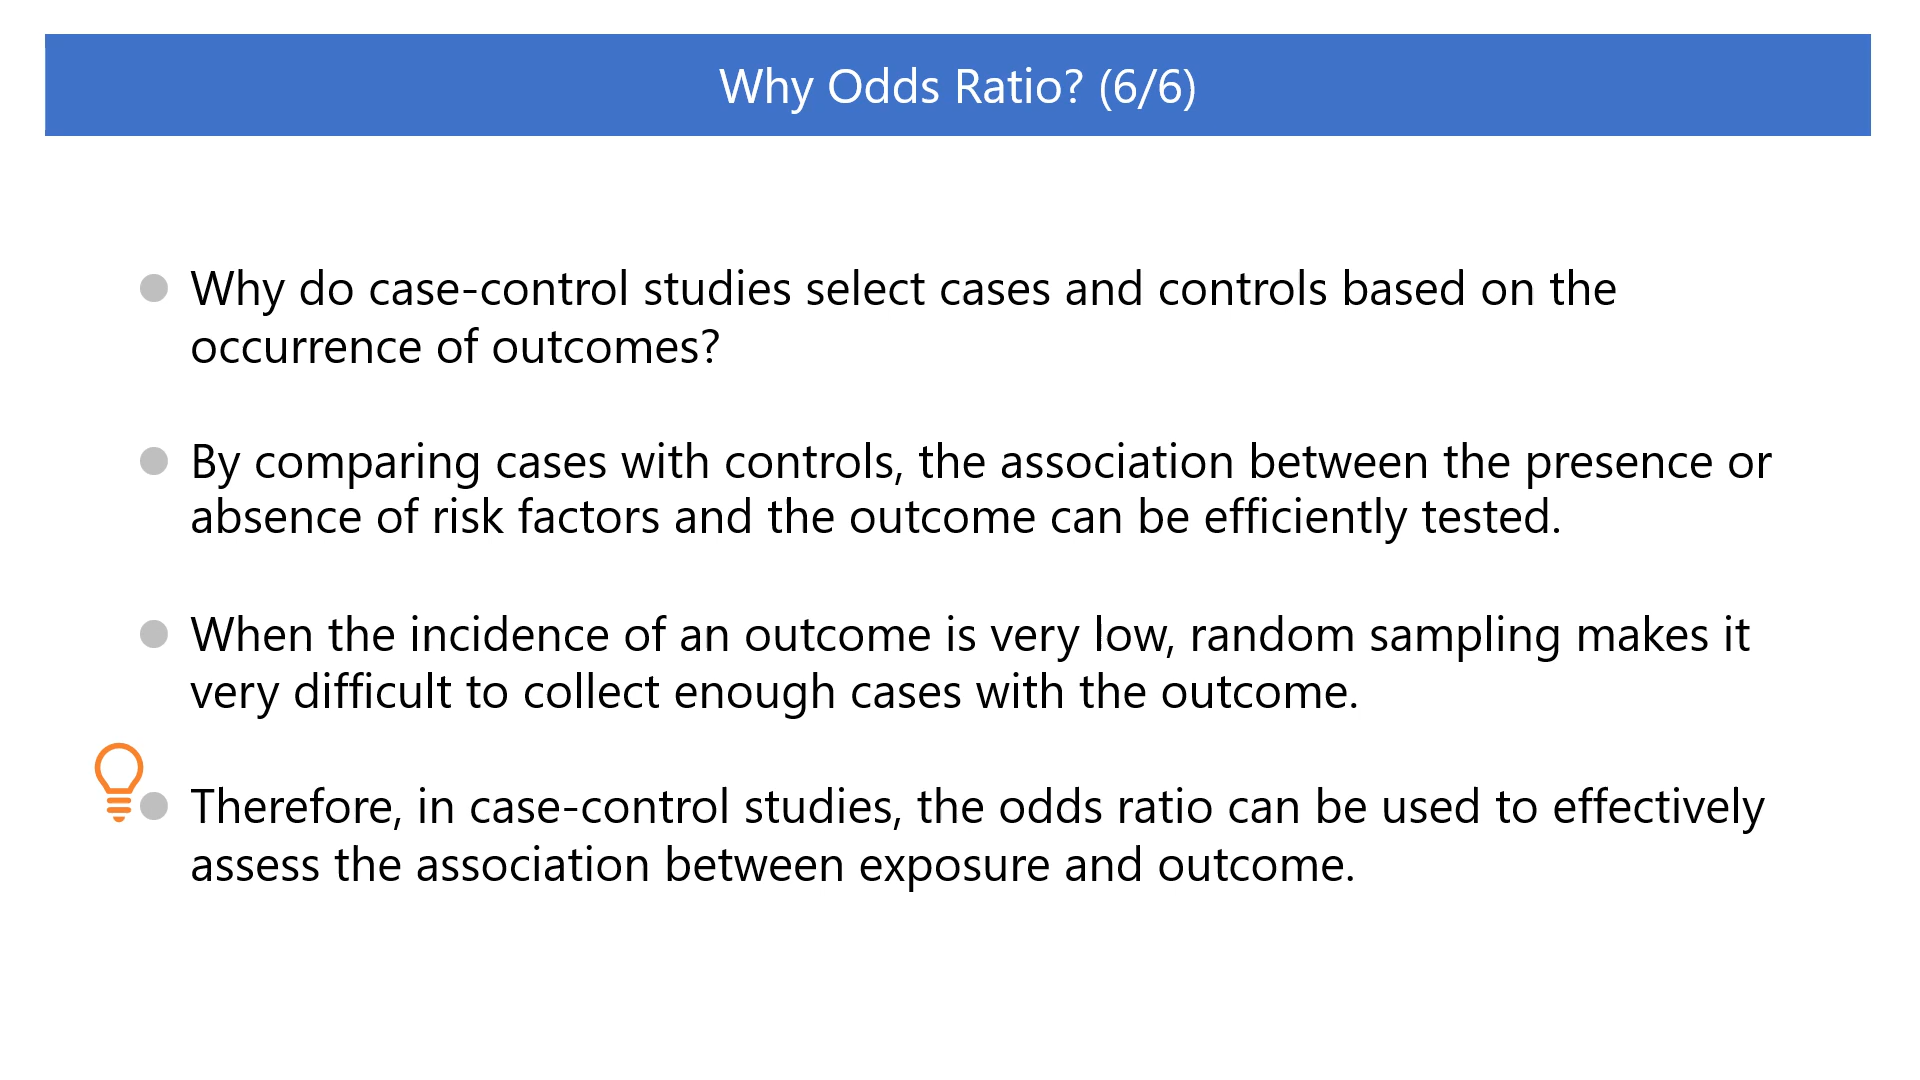 Why Odds Ratio? (6/6)
Why do case-control studies select cases and controls based on the
occurrence of outcomes?
By comparing cases with controls, the association between the presence or
absence of risk factors and the outcome can be efficiently tested.
When the incidence of an outcome is very low, random sampling makes it
very difficult to collect enough cases with the outcome.
Therefore, in case-control studies, the odds ratio can be used to effectively
assess the association between exposure and outcome.